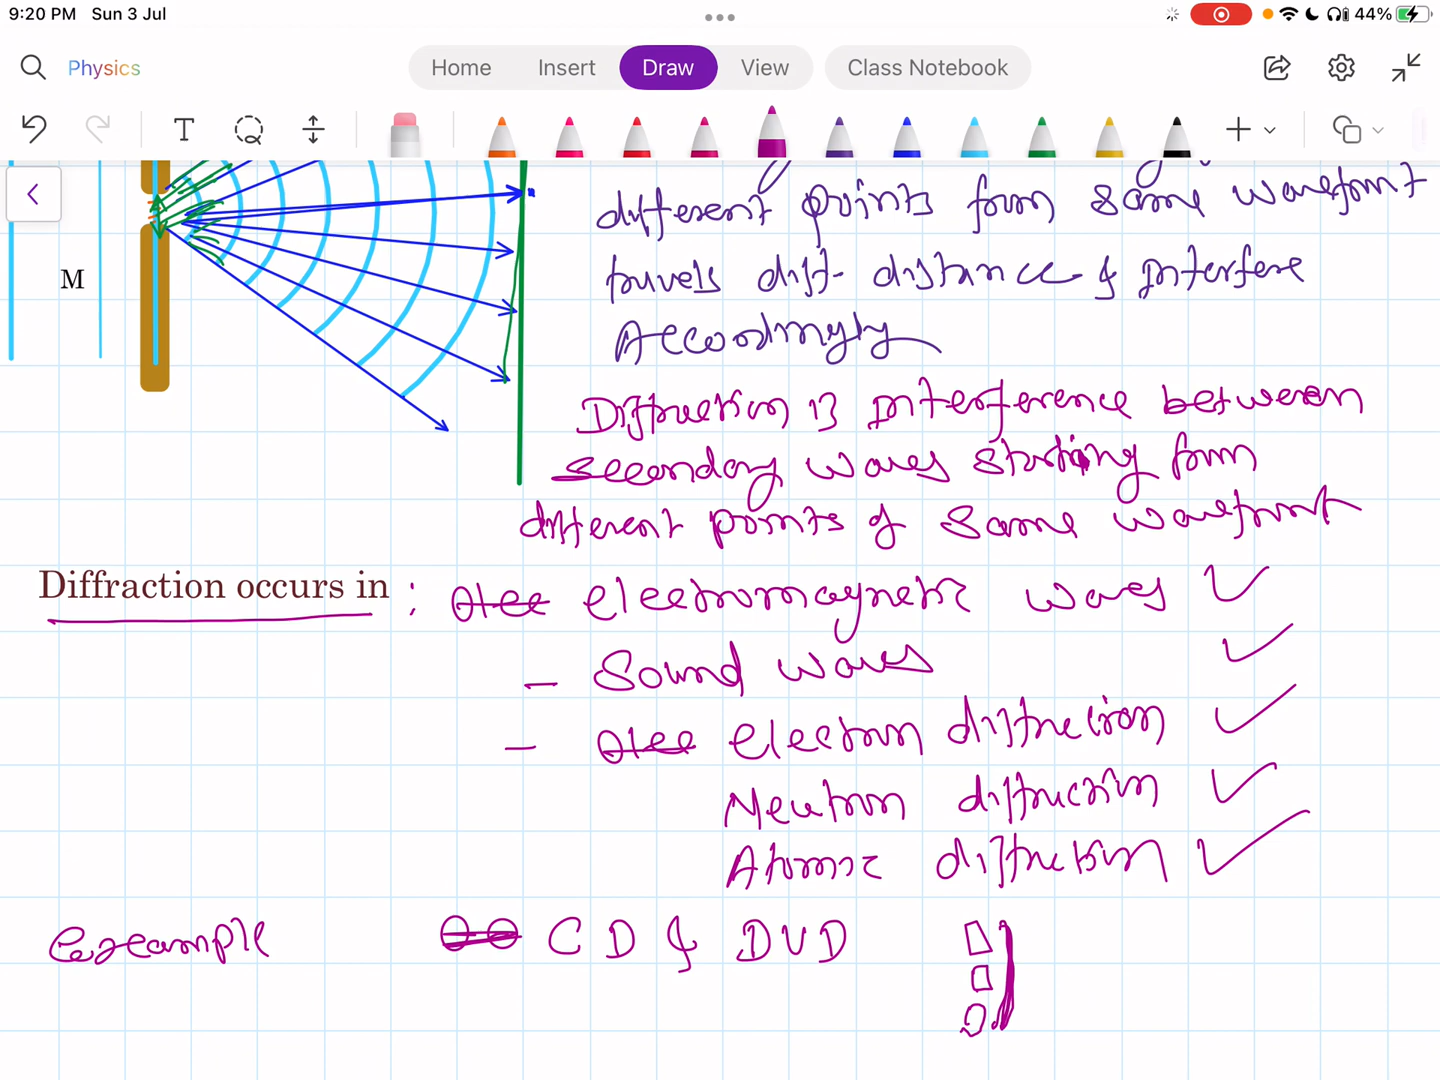 9:20 PM Sun 3 Jul 44%
Physics Home Insert Draw View Class Notebook
T
different points from same wavefront
M travels diff- distance & interfere
Accordingly
Diffraction is interference between
secondary waves starting from
different points of same wavefront
Diffraction occurs in : electromagnetic waves ✓
- Sound waves ✓
- electron diffraction ✓
Neutron diffraction ✓
Atomic diffraction ✓
example CD & DVD